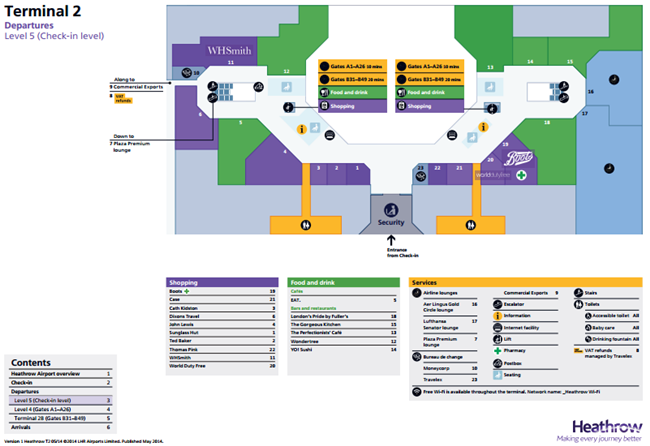 Terminal 2
Departures
Level 5 (Check-in level)
WHSmith
11
10
12
13
14
15
16
17
18
19
20
21
22
23
1
2
3
4
5
6
Along to
9 Commercial Exports
8 VAT refunds
Down to
7 Plaza Premium
lounge
Gates A1–A26 10 mins
Gates B31–B49 20 mins
Food and drink
Shopping
Gates A1–A26 10 mins
Gates B31–B49 20 mins
Food and drink
Shopping
Boots
worlddutyfree
Security
Entrance
from Check-in
Shopping
Boots 19
Case 21
Cath Kidston 3
Dixons Travel 6
John Lewis 4
Sunglass Hut 1
Ted Baker 2
Thomas Pink 22
WHSmith 11
World Duty Free 20
Food and drink
Cafés
EAT. 5
Bars and restaurants
London's Pride by Fuller's 18
The Gorgeous Kitchen 15
The Perfectionists' Café 13
Wondertree 12
YO! Sushi 14
Services
Airline lounges
Aer Lingus Gold
Circle lounge 16
Lufthansa
Senator lounge 17
Plaza Premium
lounge 7
Bureau de change
Moneycorp 10
Travelex 23
Commercial Exports 9
Escalator
Information
Internet facility
Lift
Pharmacy
Postbox
Seating
Stairs
Toilets
Accessible toilet All
Baby care All
Drinking fountain All
VAT refunds 8
managed by Travelex
Free Wi-Fi is available throughout the terminal. Network name: _Heathrow Wi-Fi
Contents
Heathrow Airport overview 1
Check-in 2
Departures
Level 5 (Check-in level) 3
Level 4 (Gates A1–A26) 4
Terminal 2B (Gates B31–B49) 5
Arrivals 6
Version 1 Heathrow T2 05/14 ©2014 LHR Airports Limited. Published May 2014.
Heathrow
Making every journey better